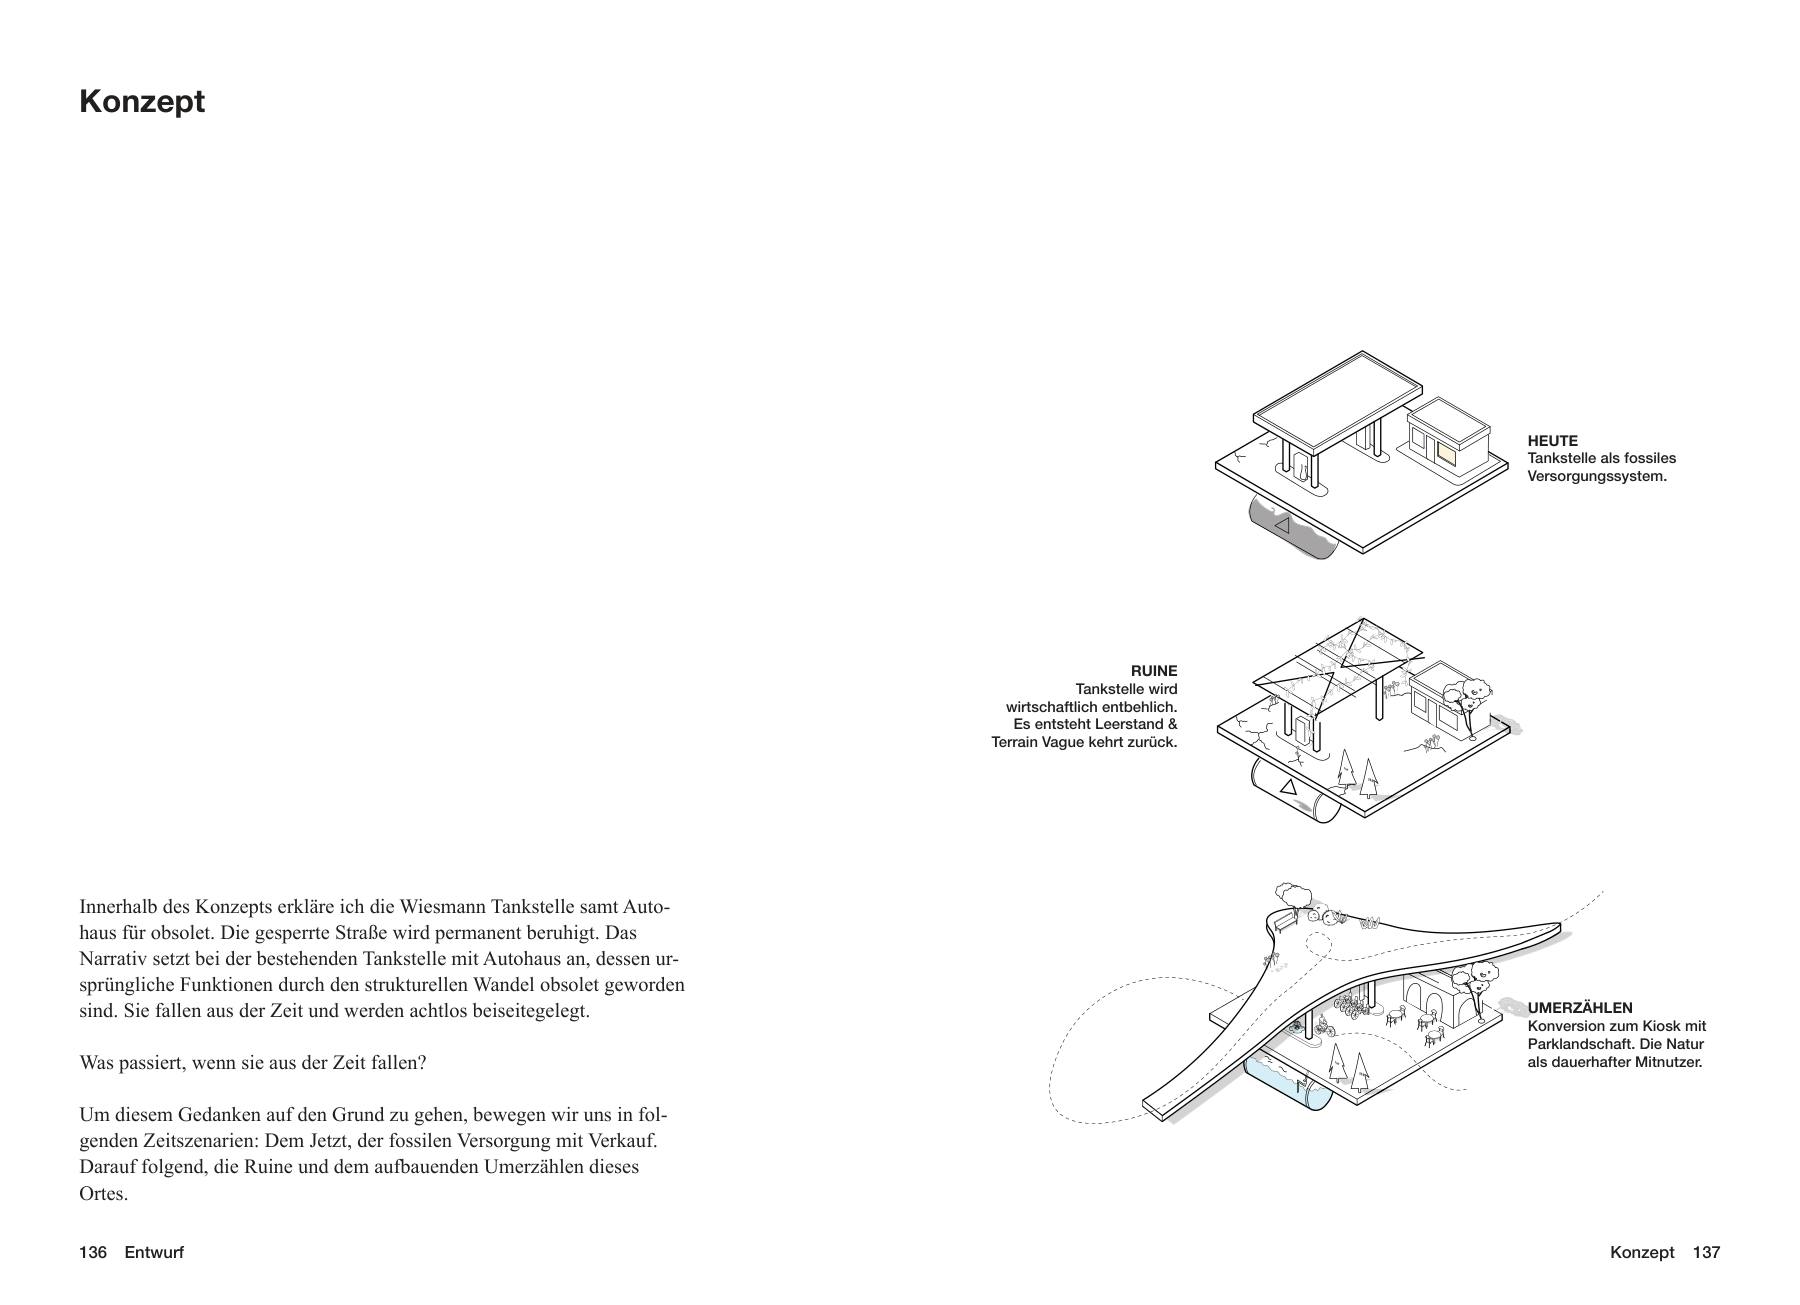 Konzept
Innerhalb des Konzepts erkläre ich die Wiesmann Tankstelle samt Auto-
haus für obsolet. Die gesperrte Straße wird permanent beruhigt. Das
Narrativ setzt bei der bestehenden Tankstelle mit Autohaus an, dessen ur-
sprüngliche Funktionen durch den strukturellen Wandel obsolet geworden
sind. Sie fallen aus der Zeit und werden achtlos beiseitegelegt.
Was passiert, wenn sie aus der Zeit fallen?
Um diesem Gedanken auf den Grund zu gehen, bewegen wir uns in fol-
genden Zeitszenarien: Dem Jetzt, der fossilen Versorgung mit Verkauf.
Darauf folgend, die Ruine und dem aufbauenden Umerzählen dieses
Ortes.
136 Entwurf
HEUTE
Tankstelle als fossiles
Versorgungssystem.
RUINE
Tankstelle wird
wirtschaftlich entbehlich.
Es entsteht Leerstand &
Terrain Vague kehrt zurück.
UMERZÄHLEN
Konversion zum Kiosk mit
Parklandschaft. Die Natur
als dauerhafter Mitnutzer.
Konzept 137